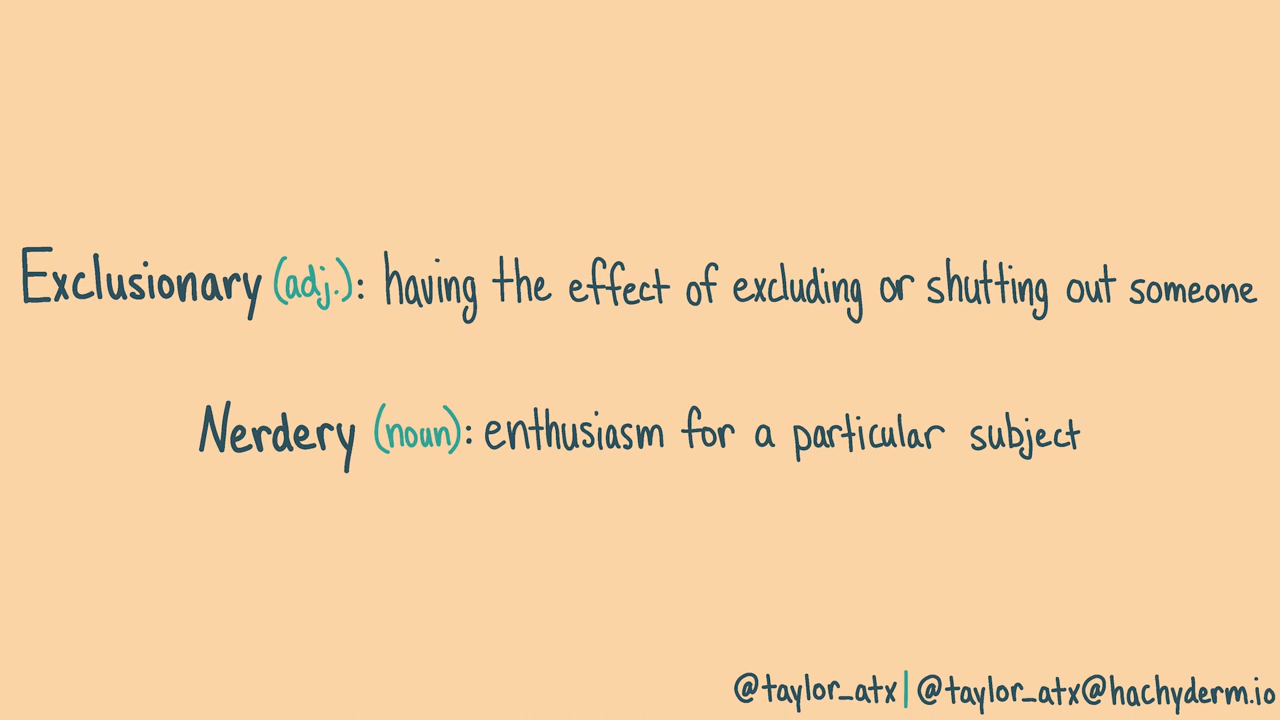 Exclusionary (adj.): having the effect of excluding or shutting out someone
Nerdery (noun): enthusiasm for a particular subject
@taylor_atx|@taylor_atx@hachyderm.io